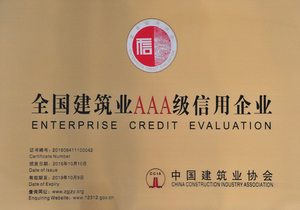 信
全国建筑业AAA级信用企业
ENTERPRISE CREDIT EVALUATION
证书编号：
Certificate Number
颁发日期：
Date of Issue
有效期限：
Date of Expiry
查询网址：
Enquiring Website:
CCIA
中国建筑业协会
CHINA CONSTRUCTION INDUSTRY ASSOCIATION